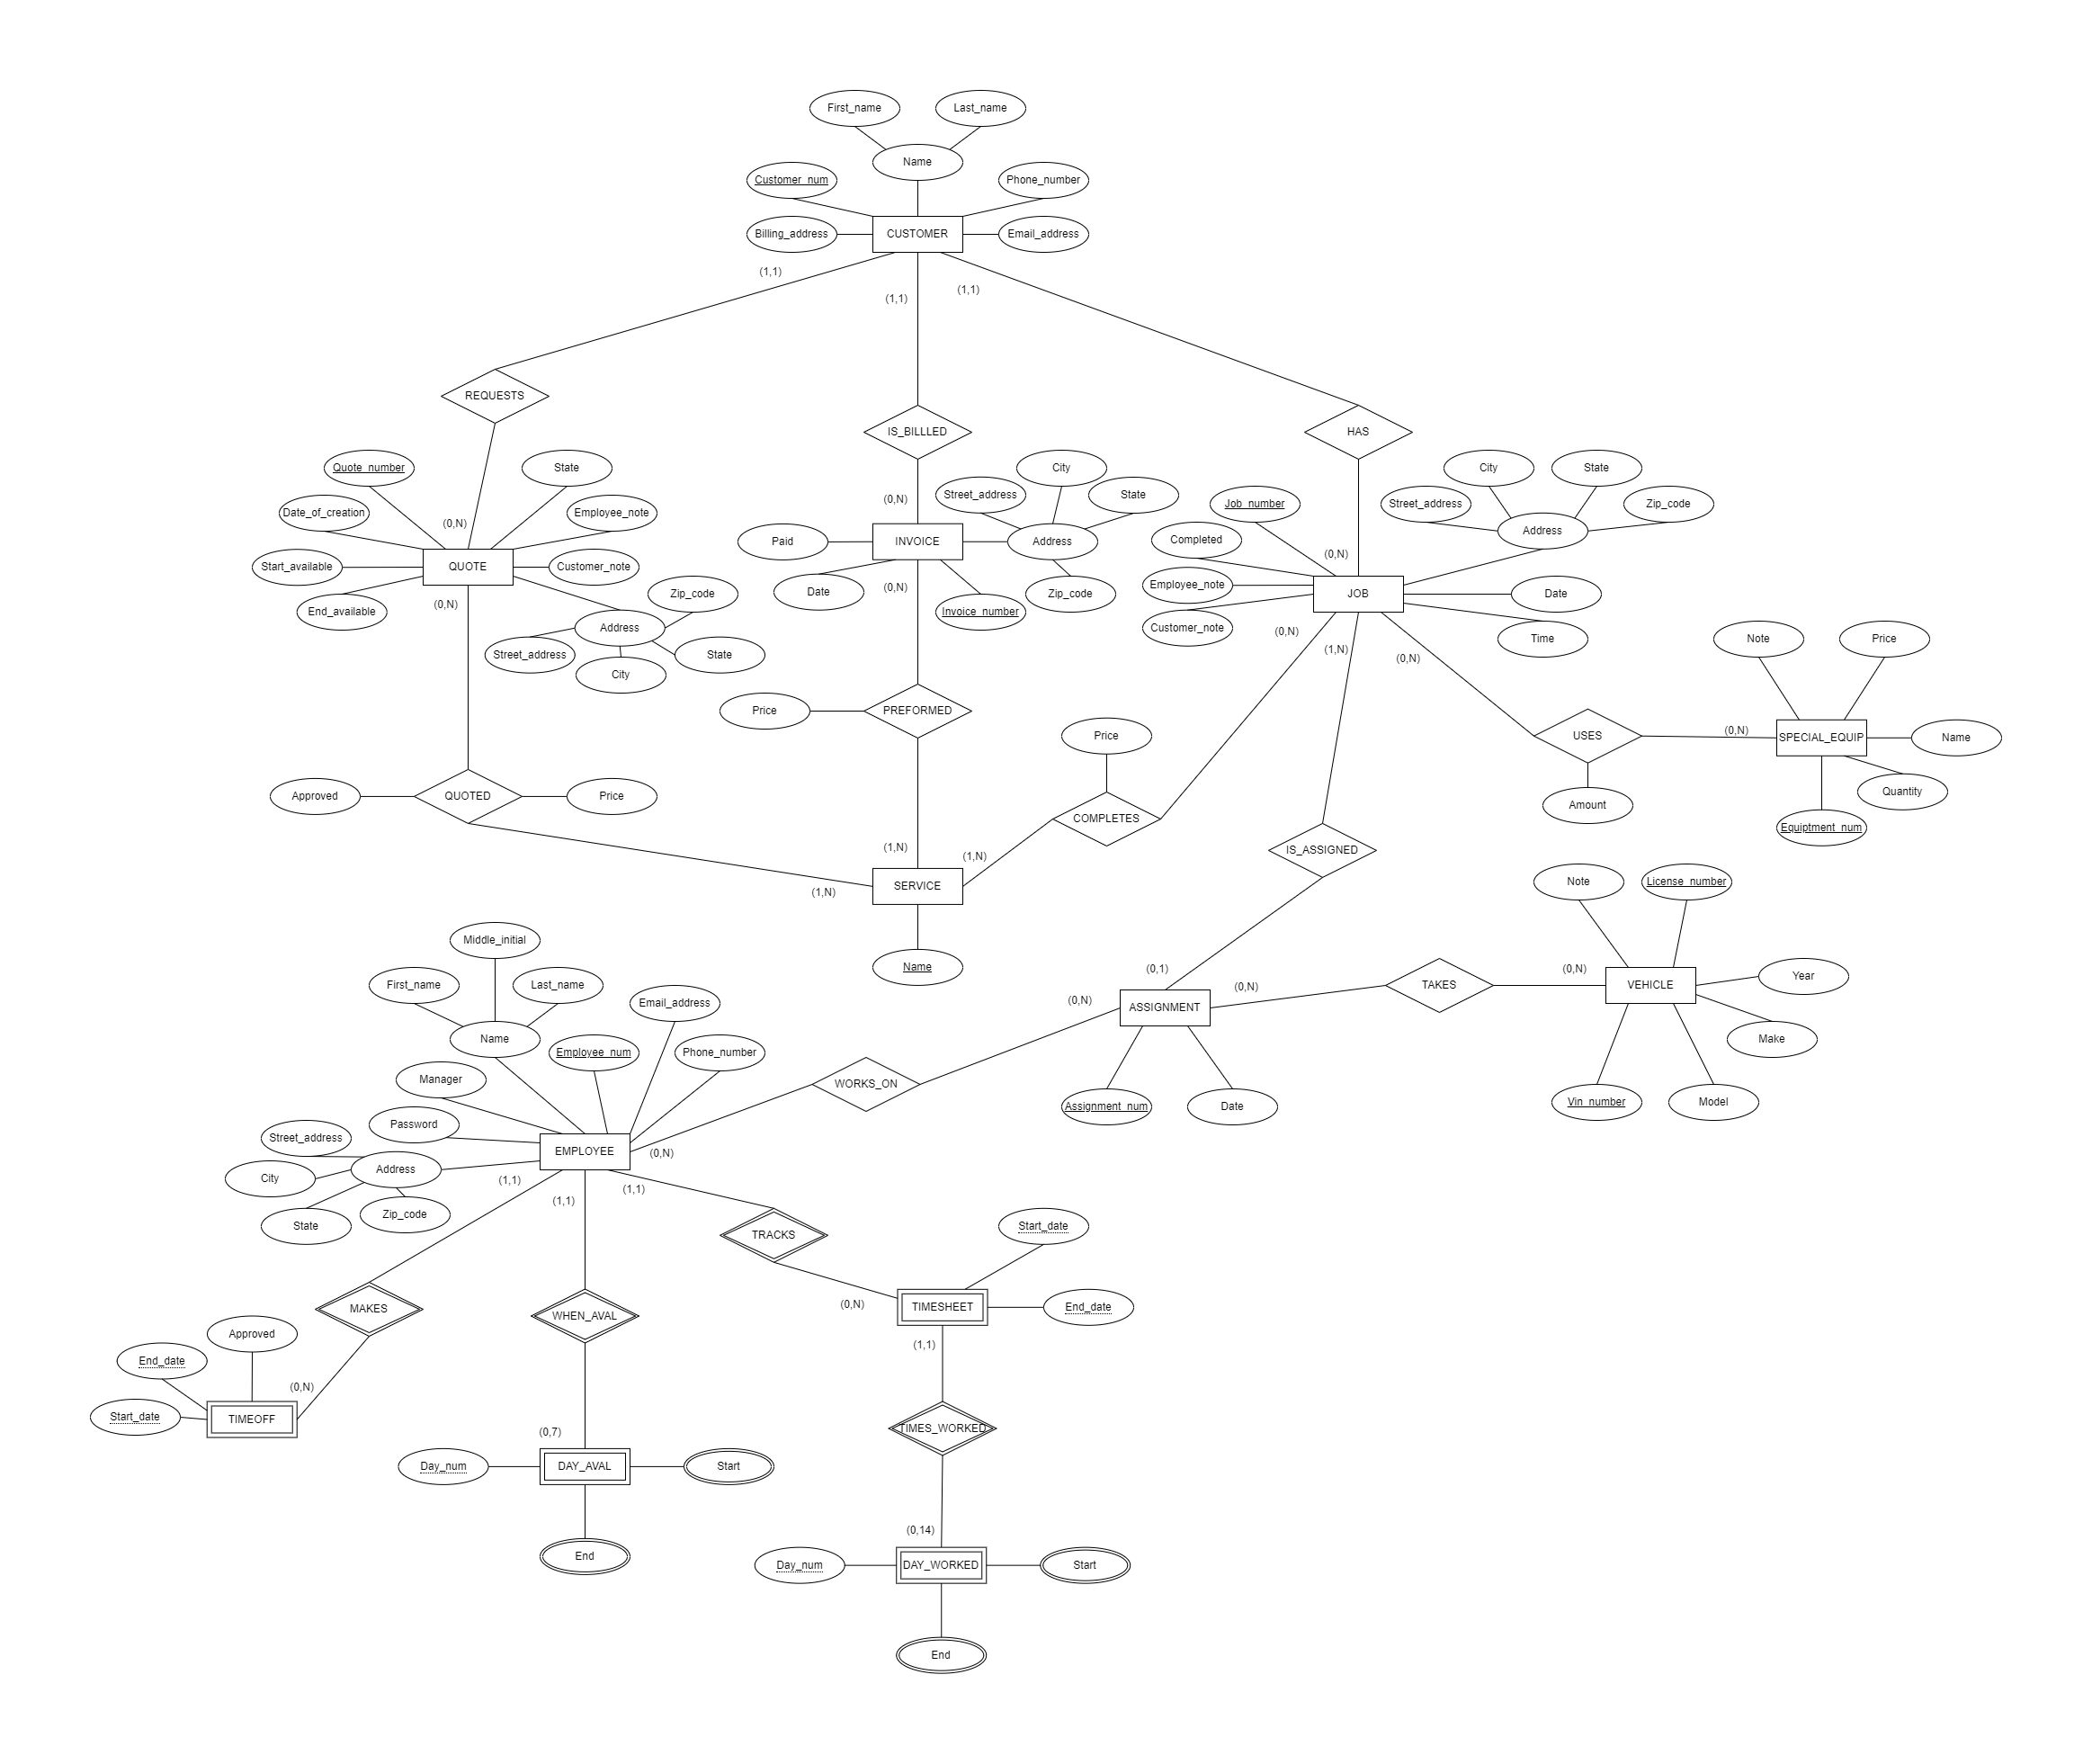 First_name
Last_name
Name
Customer_num
Phone_number
Billing_address
CUSTOMER
Email_address
(1,1)
(1,1)
(1,1)
REQUESTS
IS_BILLLED
HAS
Quote_number
State
City
City
State
Date_of_creation
Employee_note
(0,N)
(0,N)
Street_address
State
Job_number
Street_address
Zip_code
Address
Start_available
QUOTE
Customer_note
Paid
INVOICE
Address
Completed
(0,N)
End_available
(0,N)
Zip_code
(0,N)
Date
Invoice_number
Zip_code
Employee_note
JOB
Date
Address
Customer_note
(0,N)
Time
Street_address
State
City
(1,N)
(0,N)
Note
Price
Price
PREFORMED
Price
USES
(0,N)
SPECIAL_EQUIP
Name
Approved
QUOTED
Price
COMPLETES
Amount
Quantity
Equiptment_num
(1,N)
(1,N)
IS_ASSIGNED
(1,N)
SERVICE
Note
License_number
Middle_initial
Name
First_name
Last_name
(0,1)
(0,N)
(0,N)
TAKES
(0,N)
VEHICLE
Year
Email_address
ASSIGNMENT
Name
Employee_num
Phone_number
Make
Manager
WORKS_ON
Password
Assignment_num
Date
Vin_number
Model
Street_address
EMPLOYEE
(0,N)
Address
City
(1,1)
(1,1)
(1,1)
State
Zip_code
TRACKS
Start_date
MAKES
WHEN_AVAL
(0,N)
TIMESHEET
End_date
Approved
(1,1)
End_date
(0,N)
Start_date
TIMEOFF
TIMES_WORKED
(0,7)
Day_num
DAY_AVAL
Start
(0,14)
End
Day_num
DAY_WORKED
Start
End